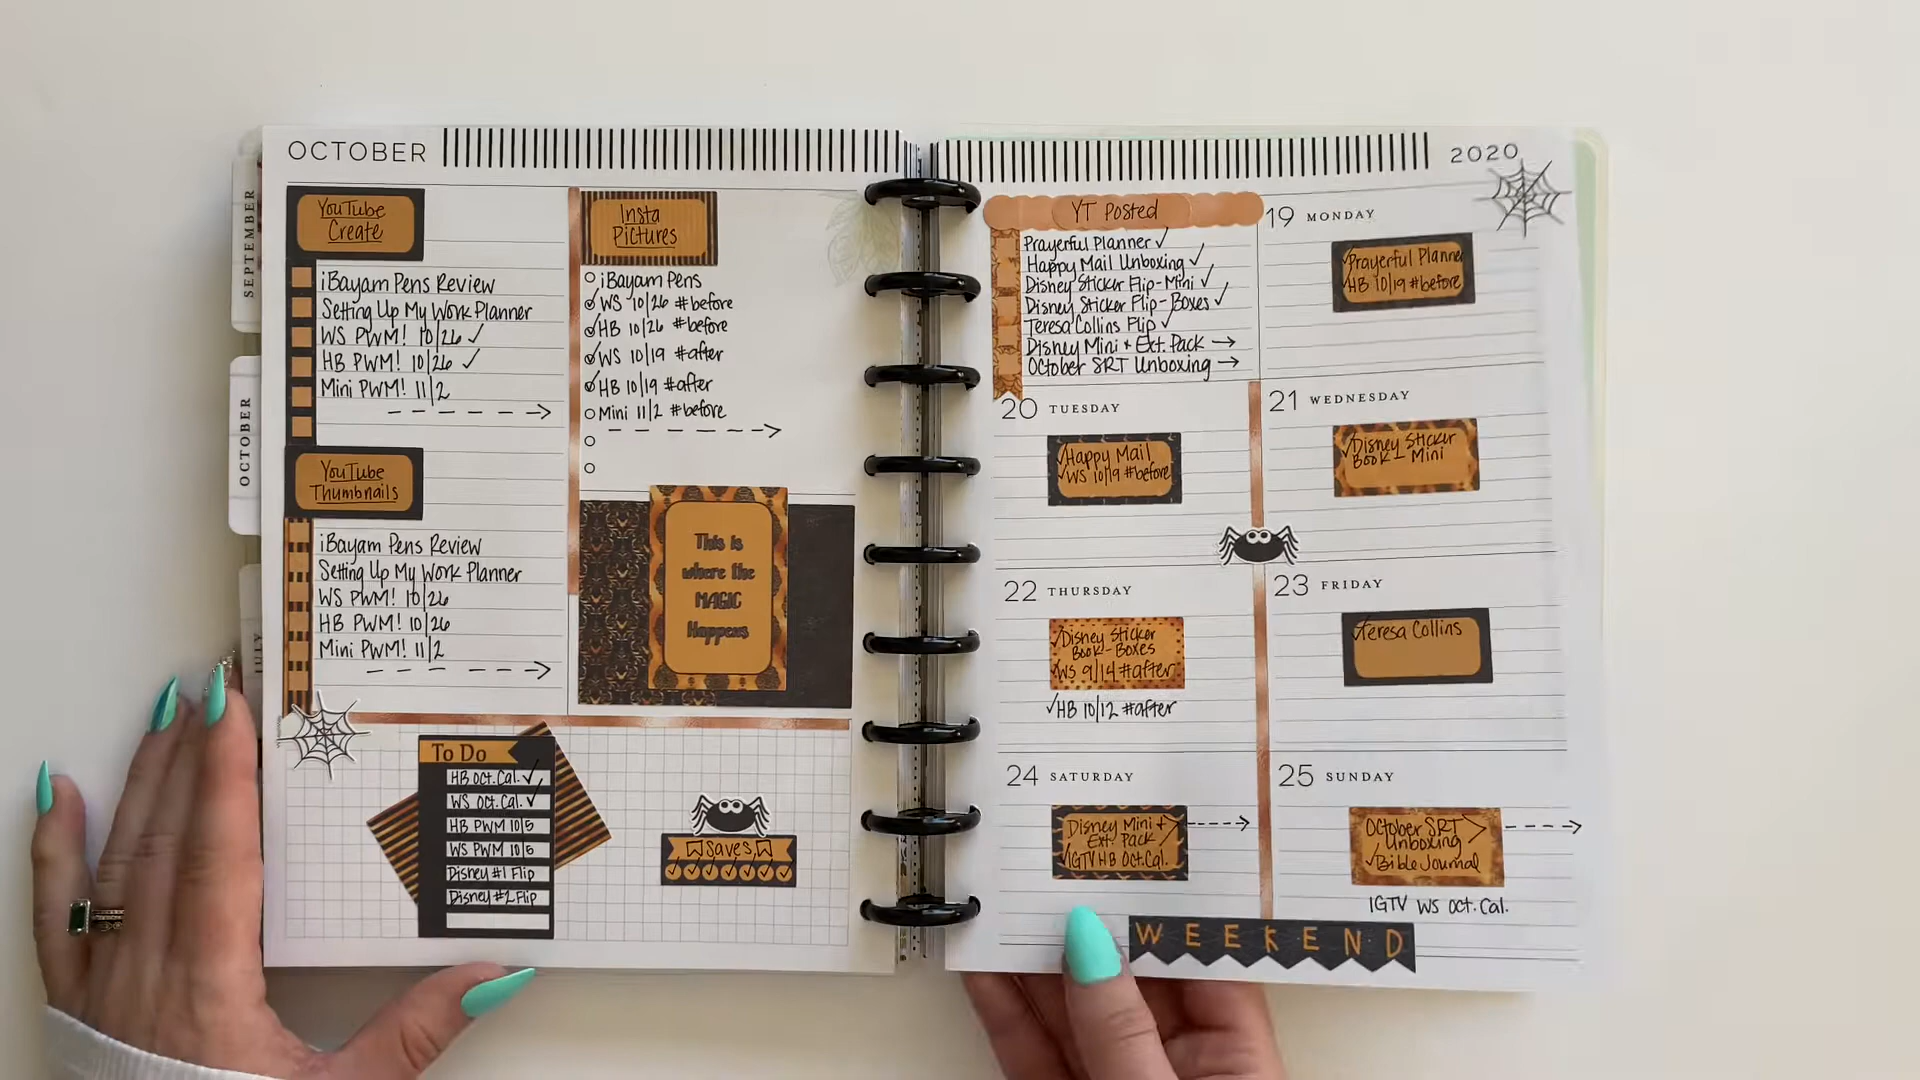 OCTOBER
SEPTEMBER
OCTOBER
JULY
YouTube
Create
iBayam Pens Review
Setting Up My Work Planner
WS PWM! 10/26 ✓
HB PWM! 10/26 ✓
Mini PWM! 11/2
YouTube
Thumbnails
iBayam Pens Review
Setting Up My Work Planner
WS PWM! 10/26
HB PWM! 10/26
Mini PWM! 11/2
Insta
Pictures
iBayam Pens
✓WS 10/26 #before
✓HB 10/26 #before
✓WS 10/19 #after
✓HB 10/19 #after
Mini 11/2 #before
This is
where the
MAGIC
Happens
To Do
HB Oct. Cal. ✓
WS Oct. Cal. ✓
HB PWM 10/5
WS PWM 10/5
Disney #1 Flip
Disney #2 Flip
Saves
2020
YT Posted
Prayerful Planner ✓
Happy Mail Unboxing ✓
Disney Sticker Flip-Mini ✓
Disney Sticker Flip-Boxes ✓
Teresa Collins Flip ✓
Disney Mini + Ext. Pack →
October SRT Unboxing →
19 MONDAY
✓Prayerful Planner
✓HB 10/19 #before
20 TUESDAY
✓Happy Mail
✓WS 10/19 #before
21 WEDNESDAY
✓Disney Sticker
Book - Mini
22 THURSDAY
✓Disney Sticker
Book-Boxes
✓WS 9/14 #after
✓HB 10/12 #after
23 FRIDAY
✓Teresa Collins
24 SATURDAY
Disney Mini +
Ext. Pack
✓IGTV HB Oct. Cal.
25 SUNDAY
October SRT
Unboxing
✓Bible Journal
IGTV WS Oct. Cal.
WEEKEND